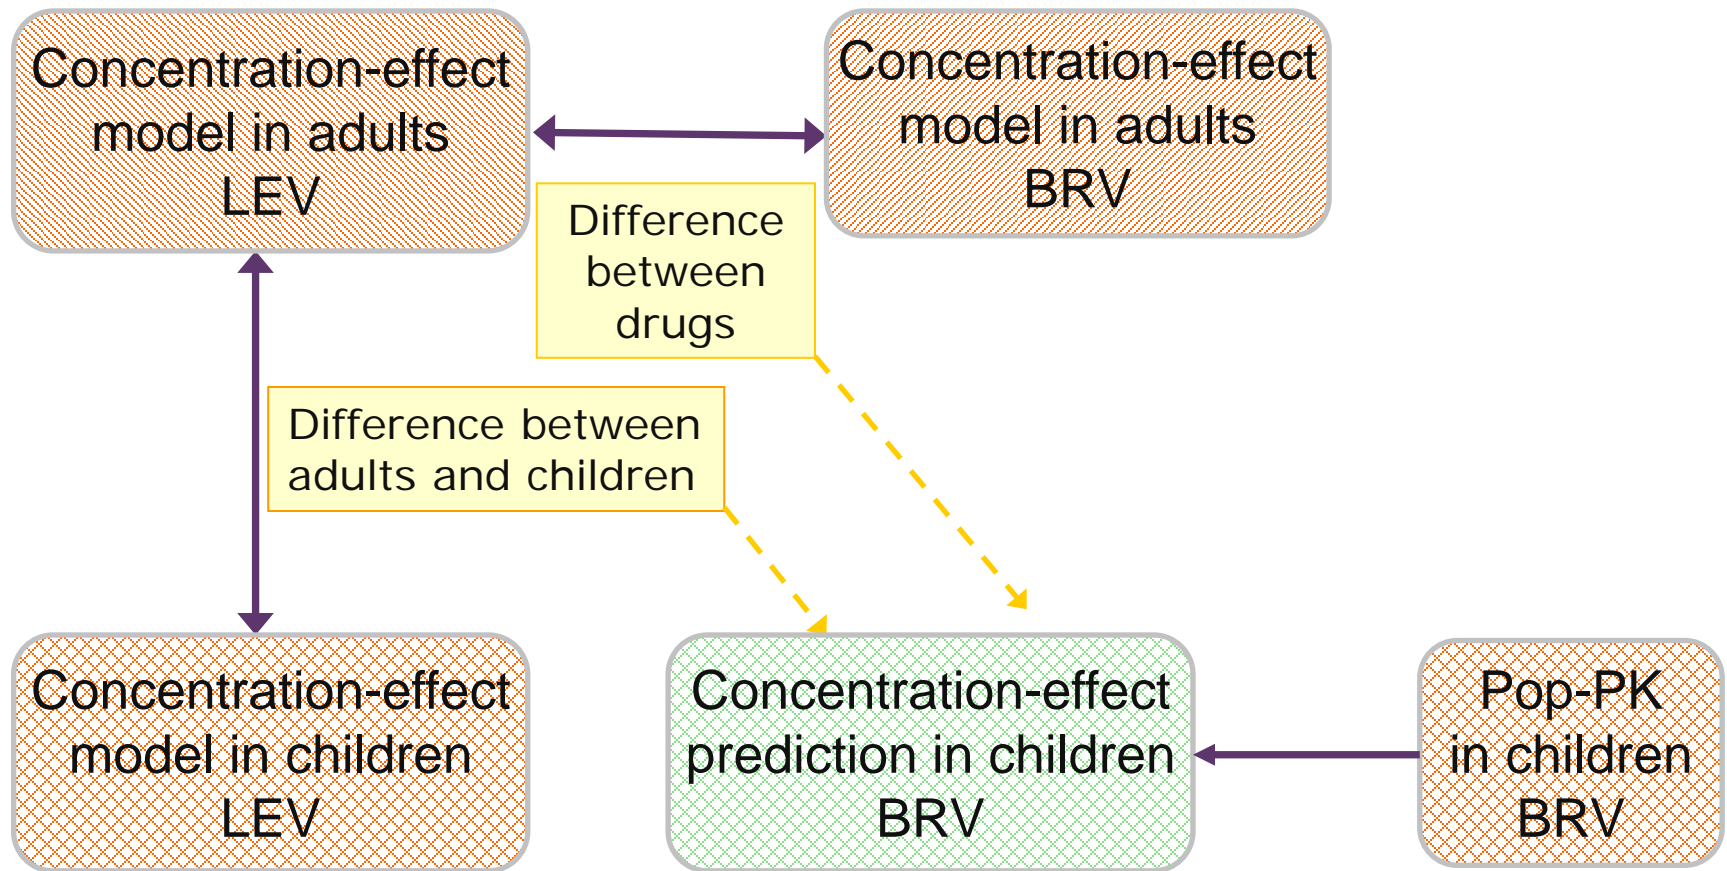 Concentration-effect
model in adults
LEV
Concentration-effect
model in adults
BRV
Difference
between
drugs
Difference between
adults and children
Concentration-effect
model in children
LEV
Concentration-effect
prediction in children
BRV
Pop-PK
in children
BRV